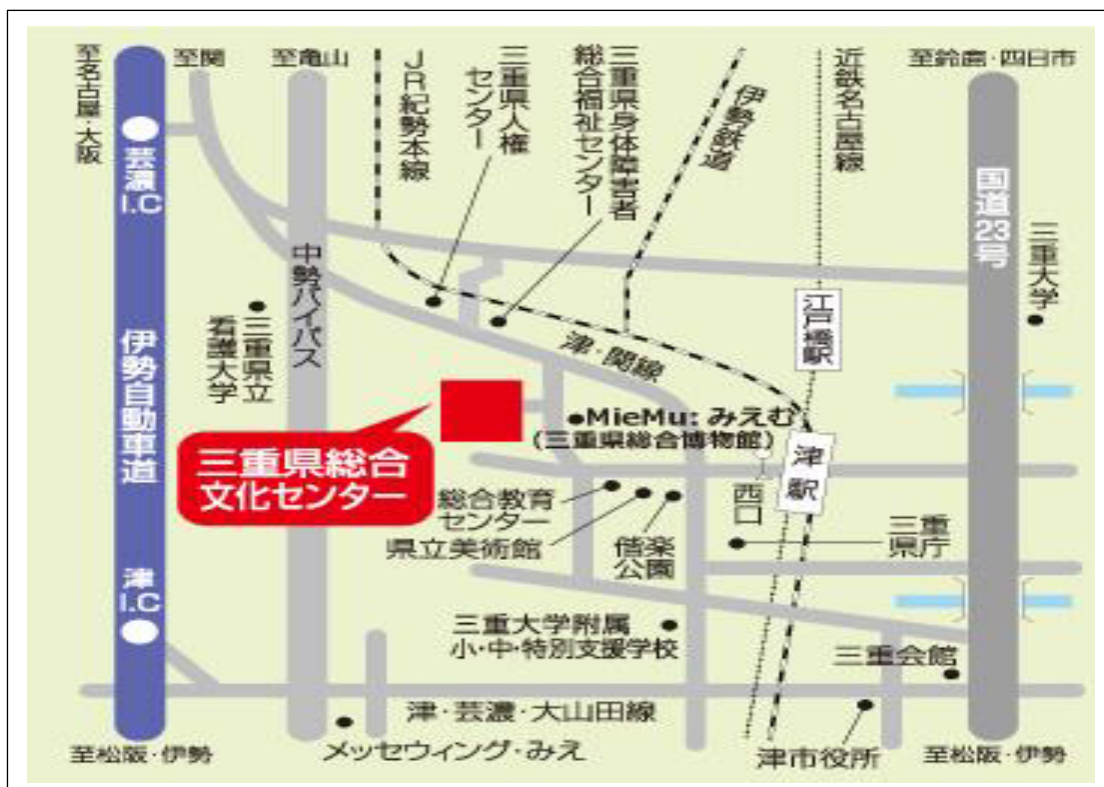 至名古屋・大阪
至関
至亀山
JR紀勢本線
三重県人権
センター
三重県身体障害者
総合福祉センター
伊勢鉄道
近鉄名古屋線
至鈴鹿・四日市
芸濃
I.C
中勢バイパス
国道23号
三重大学
江戸橋駅
三重県立
看護大学
津・関線
伊勢自動車道
MieMu: みえむ
(三重県総合博物館)
三重県総合
文化センター
津駅
西口
総合教育
センター
県立美術館
偕楽
公園
三重
県庁
津
I.C
三重大学附属
小・中・特別支援学校
三重会館
津・芸濃・大山田線
メッセウィング・みえ
津市役所
至松阪・伊勢
至松阪・伊勢